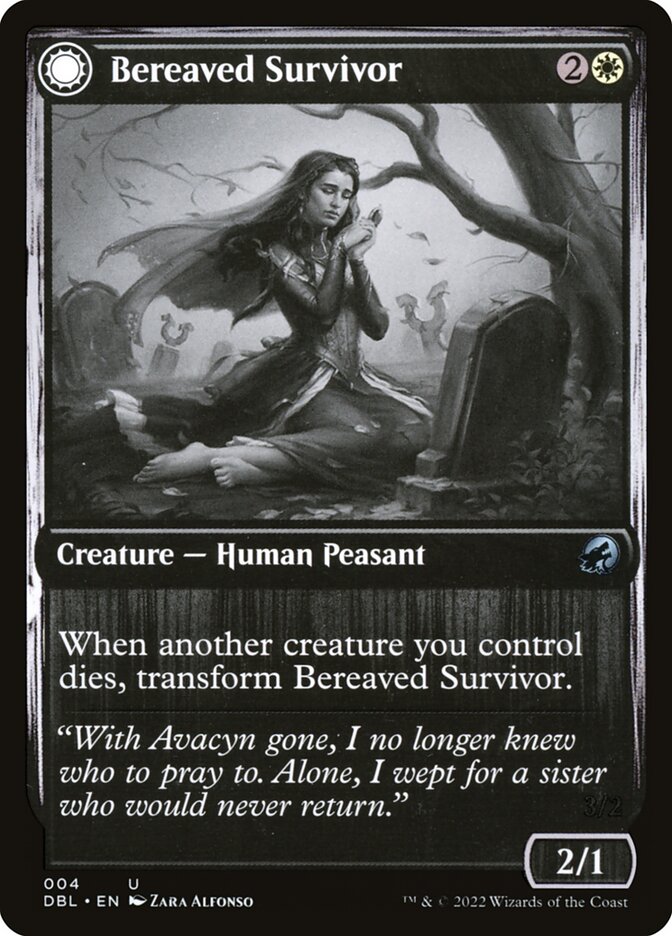 Bereaved Survivor 2
Creature — Human Peasant
When another creature you control
dies, transform Bereaved Survivor.
“With Avacyn gone, I no longer knew
who to pray to. Alone, I wept for a sister
who would never return.”
3/2
2/1
004 U
DBL • EN Zara Alfonso
™ & © 2022 Wizards of the Coast